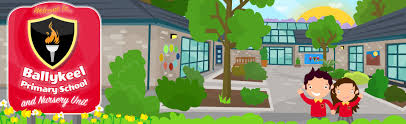 Welcome to...
Ballykeel
Primary School
and Nursery Unit